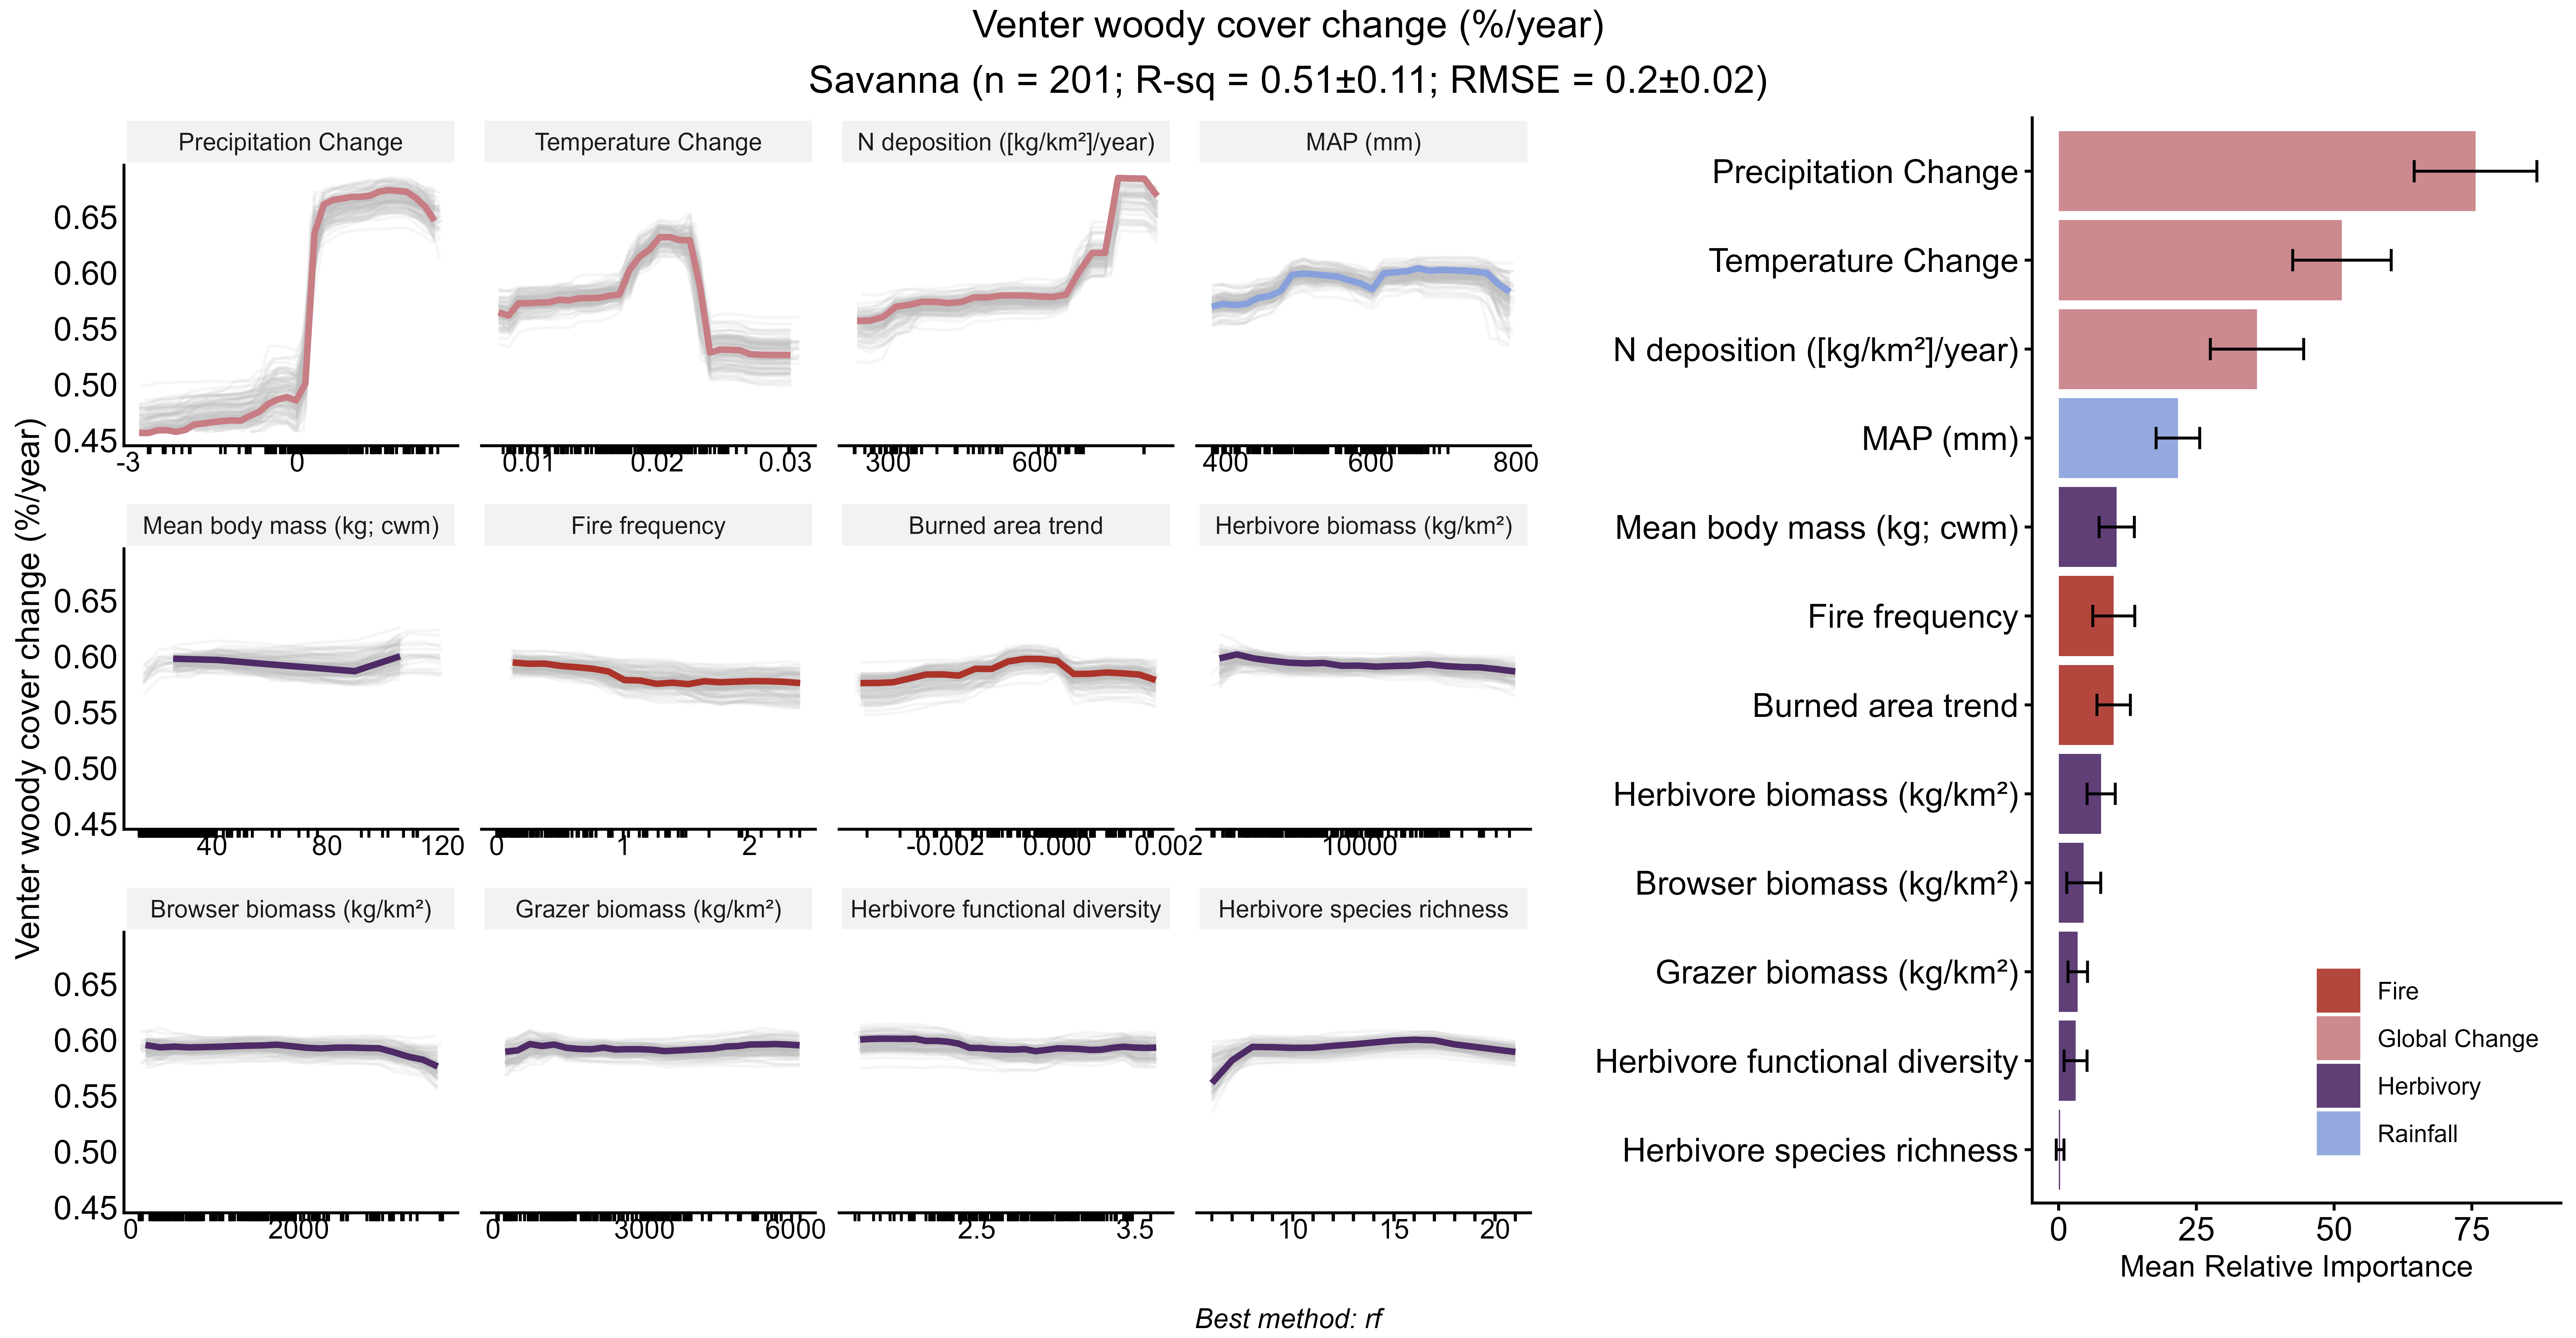 Venter woody cover change (%/year)
Savanna (n = 201; R-sq = 0.51±0.11; RMSE = 0.2±0.02)
Venter woody cover change (%/year)
Precipitation Change
Temperature Change
N deposition ([kg/km²]/year)
MAP (mm)
0.65
0.60
0.55
0.50
0.45
-3 0
0.01 0.02 0.03
300 600
400 600 800
Mean body mass (kg; cwm)
Fire frequency
Burned area trend
Herbivore biomass (kg/km²)
0.65
0.60
0.55
0.50
0.45
40 80 120
0 1 2
-0.002 0.000 0.002
10000
Browser biomass (kg/km²)
Grazer biomass (kg/km²)
Herbivore functional diversity
Herbivore species richness
0.65
0.60
0.55
0.50
0.45
0 2000
0 3000 6000
2.5 3.5
10 15 20
Precipitation Change
Temperature Change
N deposition ([kg/km²]/year)
MAP (mm)
Mean body mass (kg; cwm)
Fire frequency
Burned area trend
Herbivore biomass (kg/km²)
Browser biomass (kg/km²)
Grazer biomass (kg/km²)
Herbivore functional diversity
Herbivore species richness
Fire
Global Change
Herbivory
Rainfall
0 25 50 75
Mean Relative Importance
Best method: rf